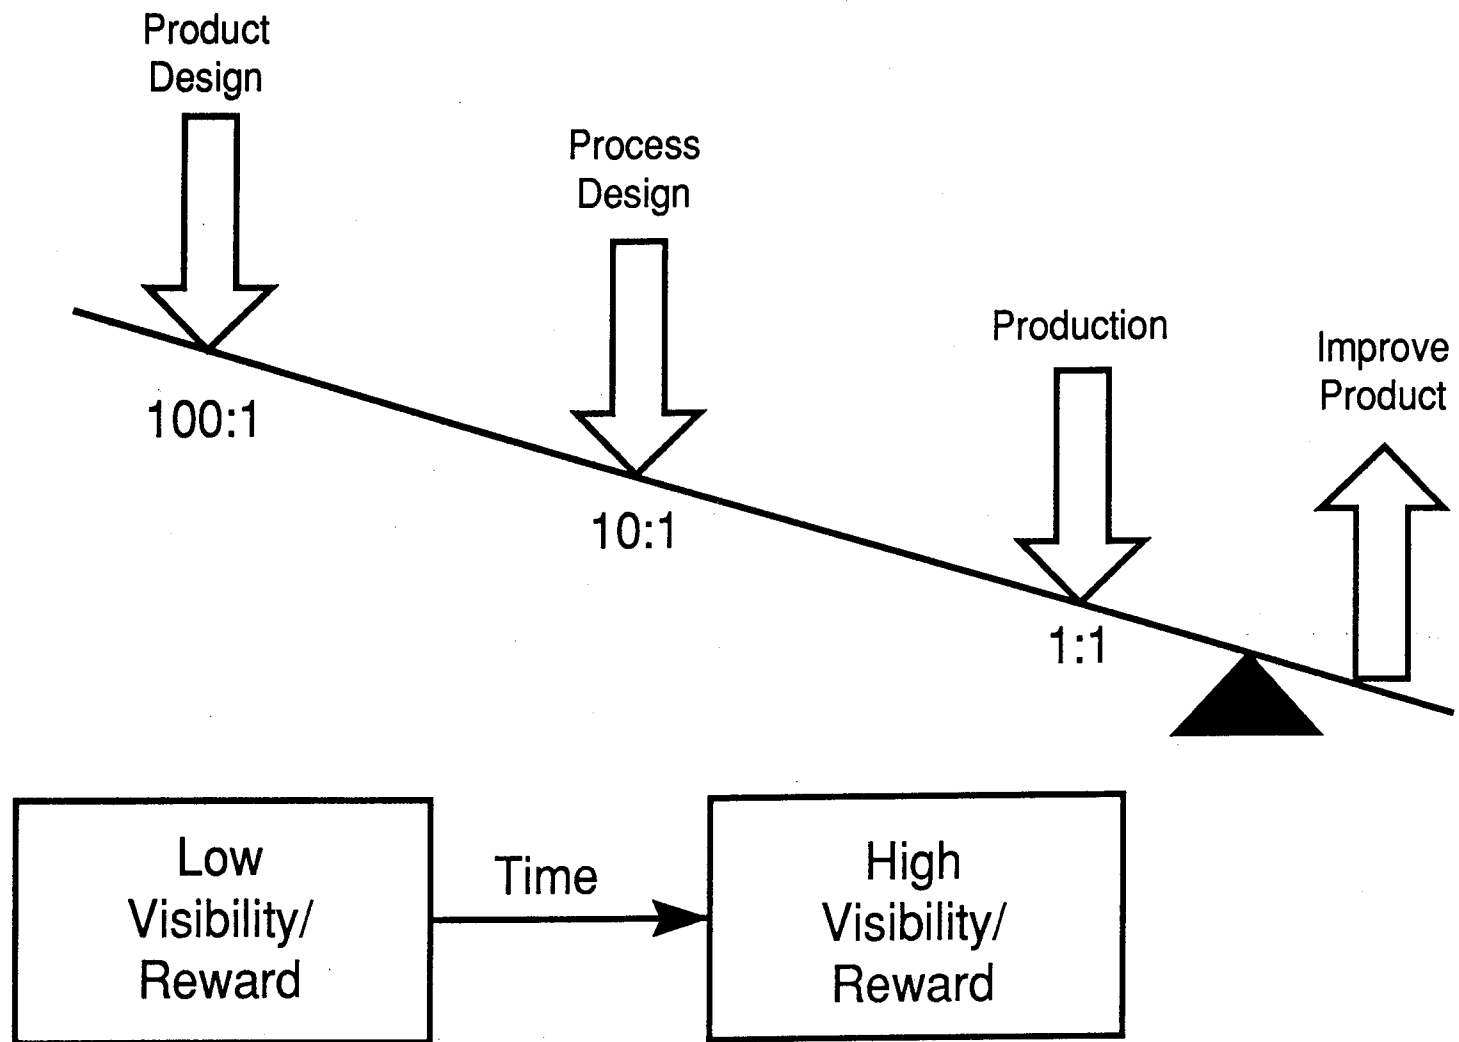 Product
Design
Process
Design
Production
Improve
Product
100:1
10:1
1:1
Low
Visibility/
Reward
Time
High
Visibility/
Reward